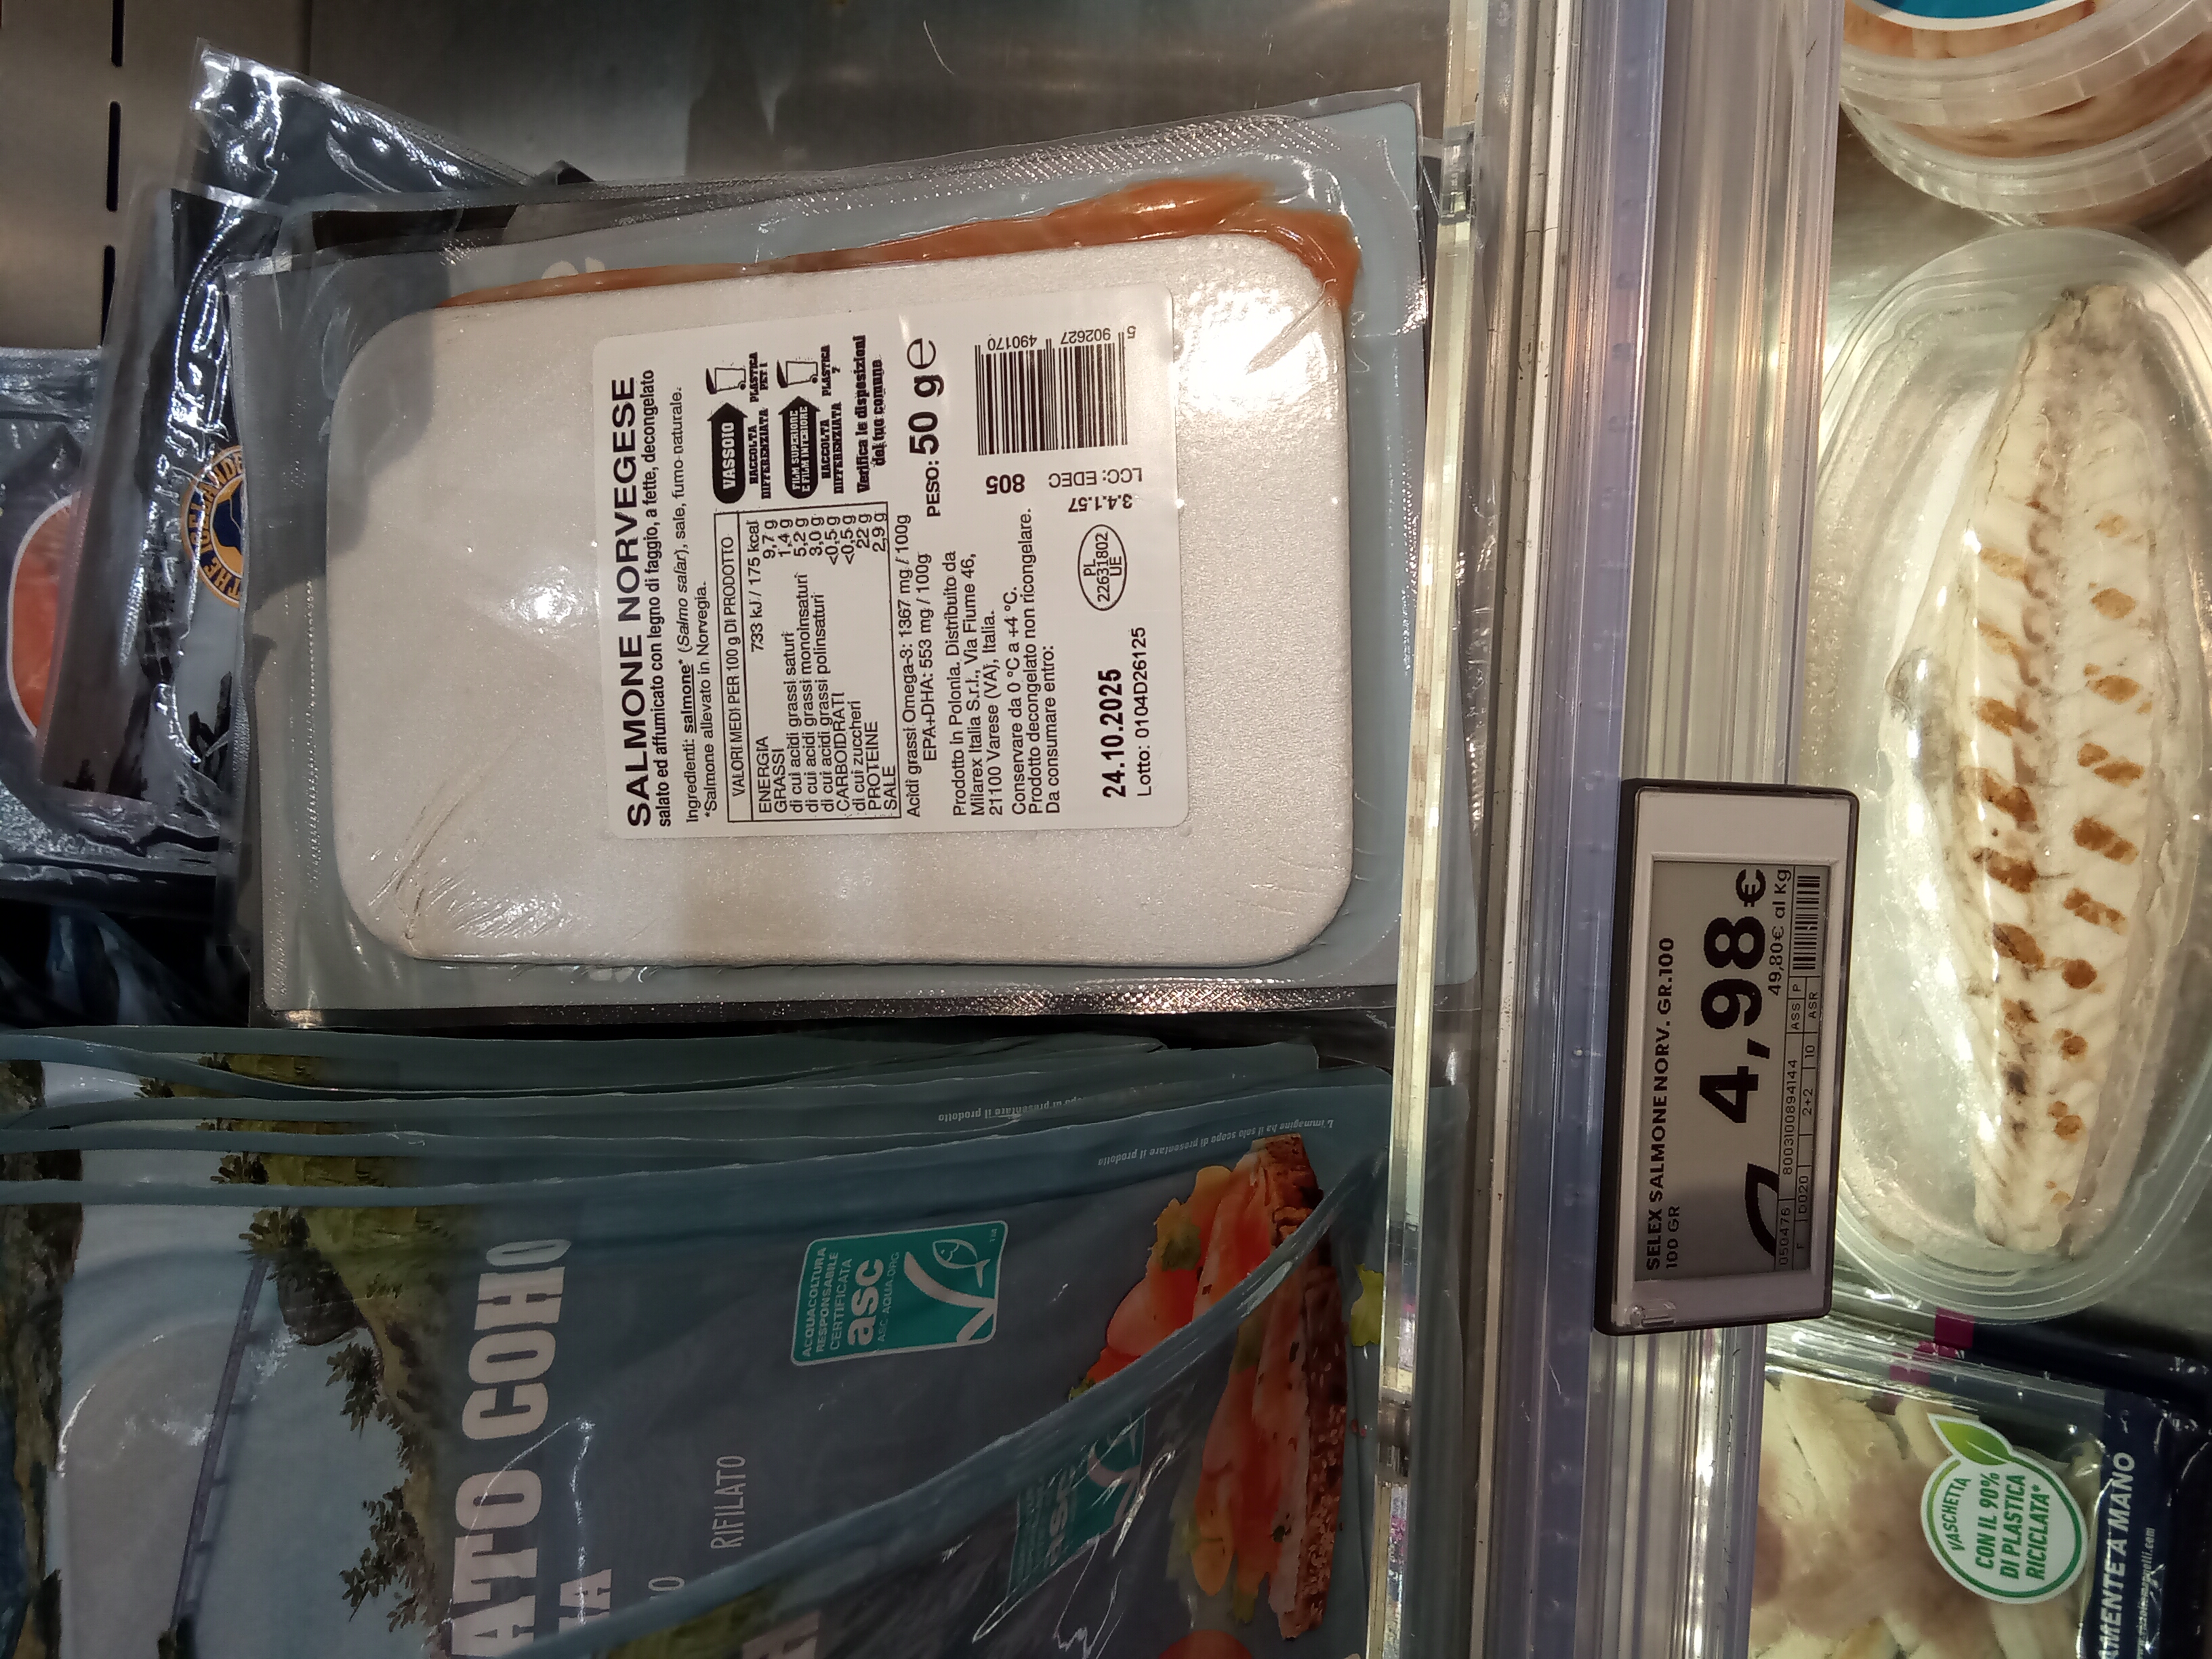 SALMONE NORVEGESE
salato ed affumicato con legno di faggio, a fette, decongelato
Ingredienti: salmone* (Salmo salar), sale, fumo naturale.
*Salmone allevato in Norvegia.
VALORI MEDI PER 100 g DI PRODOTTO
ENERGIA 733 kJ / 175 kcal
GRASSI 9,7 g
di cui acidi grassi saturi 1,4 g
di cui acidi grassi monoinsaturi 5,2 g
di cui acidi grassi polinsaturi 3,0 g
CARBOIDRATI <0,5 g
di cui zuccheri <0,5 g
PROTEINE 22 g
SALE 2,9 g
VASSOIO
RACCOLTA
DIFFERENZIATA
PLASTICA
PET 1
FILM SUPERIORE
E FILM INFERIORE
RACCOLTA
DIFFERENZIATA
PLASTICA
7
Verifica le disposizioni
del tuo comune
Acidi grassi Omega-3: 1367 mg / 100g
EPA+DHA: 553 mg / 100g
PESO: 50 g e
Prodotto in Polonia. Distribuito da
Milarex Italia S.r.l., Via Fiume 46,
21100 Varese (VA), Italia.
Conservare da 0 °C a +4 °C.
Prodotto decongelato non ricongelare.
Da consumare entro:
24.10.2025
Lotto: 0104D26125
PL
22631802
UE
805
3.4.1.57
LCC: EDEC
5 902627 490170
THE ICELANDER
ATO COHO
RIFILATO
ACQUACOLTURA
RESPONSABILE
CERTIFICATA
asc
ASC-AQUA.ORG
TM
asc
L'immagine ha il solo scopo di presentare il prodotto
SELEX SALMONE NORV. GR.100
100 GR
4,98€
49,80€ al Kg
050476 8003100894144 ASS P
F DD20 2+2 10 ASR
VASCHETTA
CON IL 90%
DI PLASTICA
RICICLATA*
AMENTE A MANO